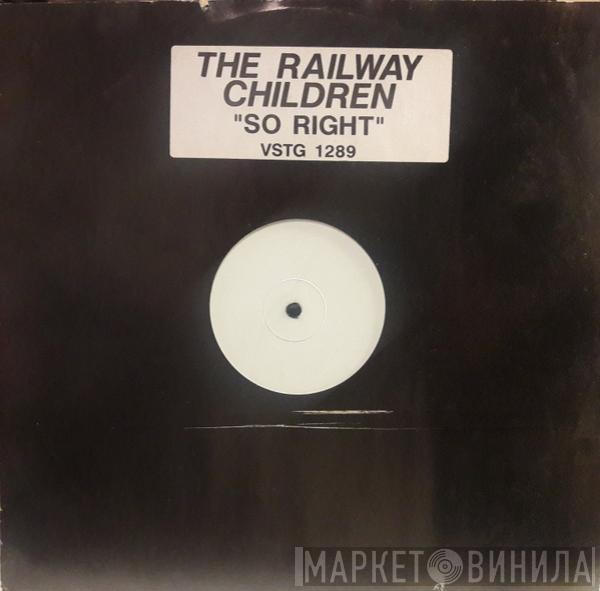 THE RAILWAY
CHILDREN
"SO RIGHT"
VSTG 1289
МАРКЕТ ВИНИЛА